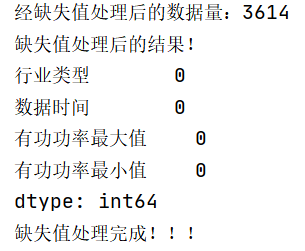 经缺失值处理后的数据量：3614
缺失值处理后的结果！
行业类型 0
数据时间 0
有功功率最大值 0
有功功率最小值 0
dtype: int64
缺失值处理完成！！！